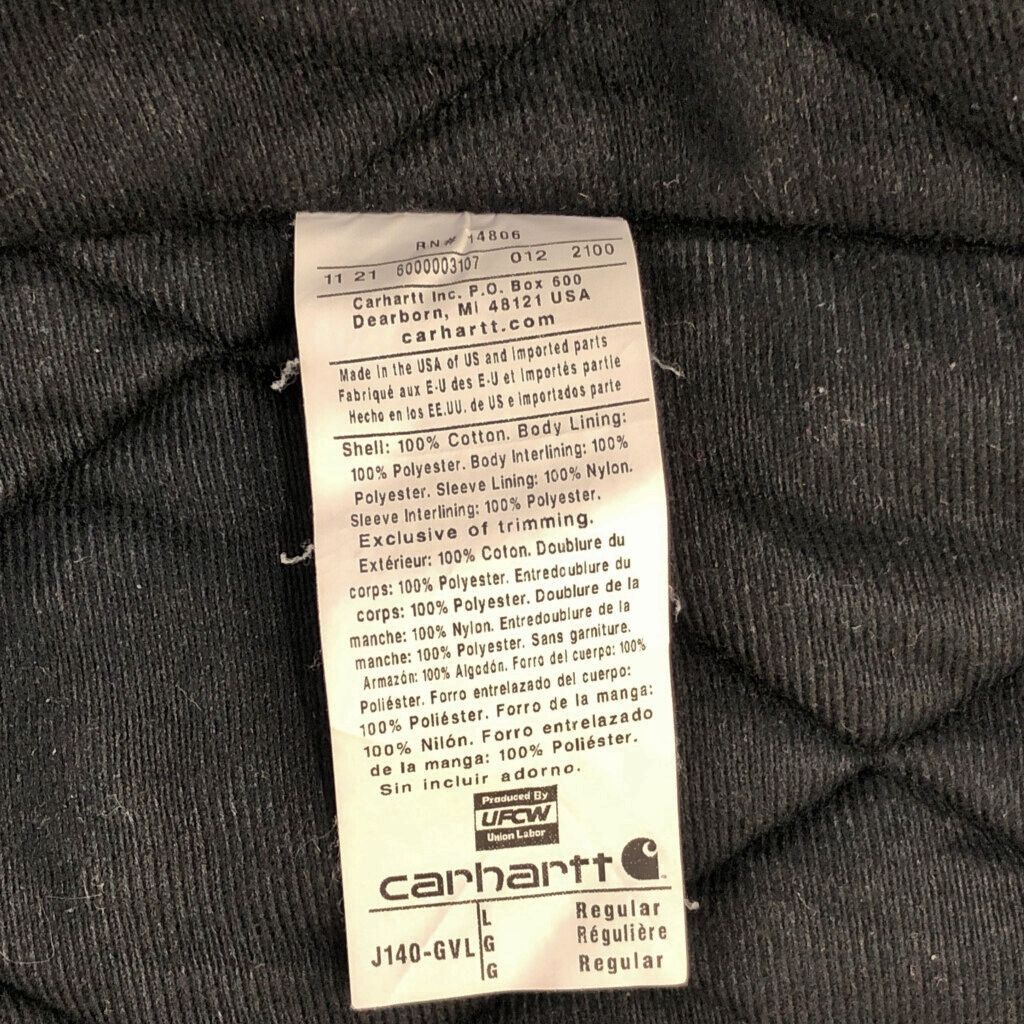 RN# 14806
11 21 6000003107 012 2100
Carhartt Inc. P.O. Box 600
Dearborn, MI 48121 USA
carhartt.com
Made in the USA of US and imported parts
Fabriqué aux E-U des E-U et importés partie
Hecho en los EE.UU. de US e importados parte
Shell: 100% Cotton. Body Lining:
100% Polyester. Body Interlining: 100%
Polyester. Sleeve Lining: 100% Nylon.
Sleeve Interlining: 100% Polyester.
Exclusive of trimming.
Extérieur: 100% Coton. Doublure du
corps: 100% Polyester. Entredoublure du
corps: 100% Polyester. Doublure de la
manche: 100% Nylon. Entredoublure de la
manche: 100% Polyester. Sans garniture.
Armazón: 100% Algodón. Forro del cuerpo: 100%
Poliéster. Forro entrelazado del cuerpo:
100% Poliéster. Forro de la manga:
100% Nilón. Forro entrelazado
de la manga: 100% Poliéster.
Sin incluir adorno.
Produced By
UFCW
Union Labor
carhartt
L Regular
J140-GVL G Régulière
G Regular